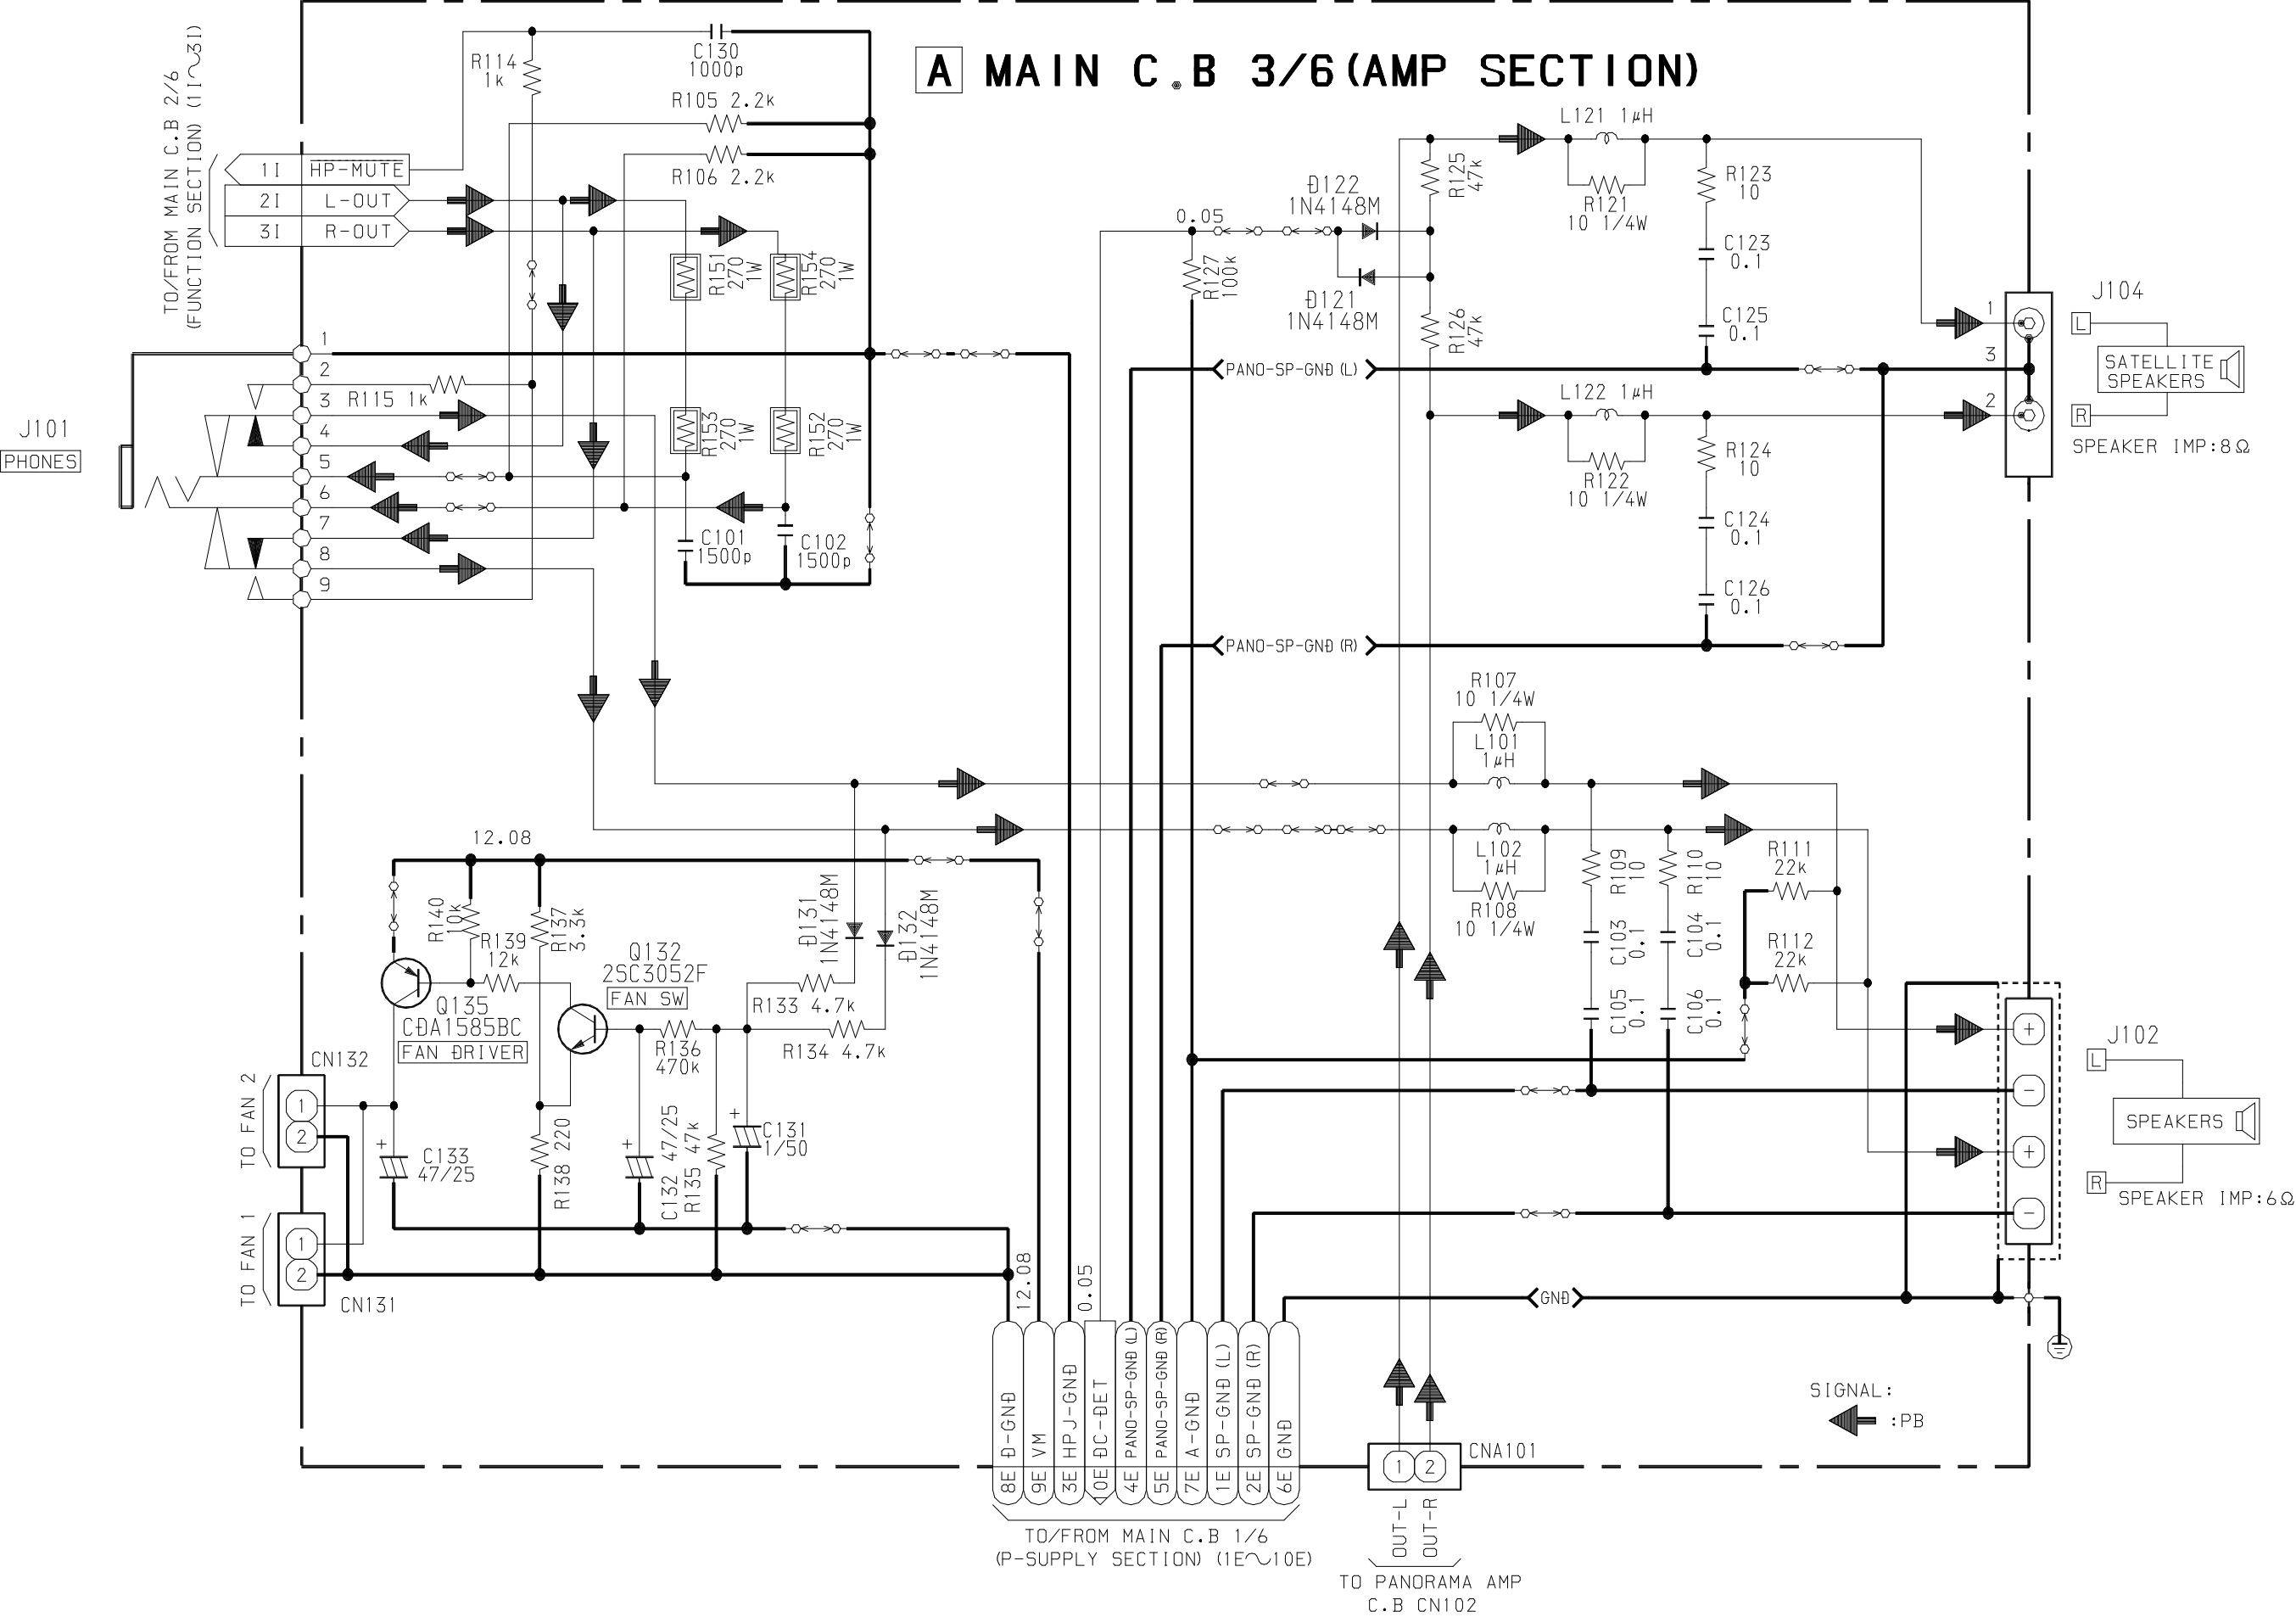 A MAIN C.B 3/6(AMP SECTION)
TO/FROM MAIN C.B 2/6
(FUNCTION SECTION) (1I~3I)
1I HP-MUTE
2I L-OUT
3I R-OUT
R114
1k
C130
1000p
R105 2.2k
R106 2.2k
R151
270
1W
R154
270
1W
R153
270
1W
R152
270
1W
1
2
3
4
5
6
7
8
9
R115 1k
J101
PHONES
C101
1500p
C102
1500p
L121 1μH
R121
10 1/4W
R125
47k
R123
10
C123
0.1
C125
0.1
D122
1N4148M
D121
1N4148M
0.05
R127
100k
R126
47k
PANO-SP-GND (L)
L122 1μH
R122
10 1/4W
R124
10
C124
0.1
C126
0.1
PANO-SP-GND (R)
1
3
2
J104
L
SATELLITE
SPEAKERS
R
SPEAKER IMP:8Ω
R107
10 1/4W
L101
1μH
L102
1μH
R108
10 1/4W
R109
10
R110
10
C103
0.1
C104
0.1
C105
0.1
C106
0.1
R111
22k
R112
22k
12.08
R140
10k
R139
12k
R137
3.3k
Q132
2SC3052F
FAN SW
Q135
CDA1585BC
FAN DRIVER
D131
1N4148M
D132
1N4148M
R133 4.7k
R134 4.7k
R136
470k
CN132
TO FAN 2
1
2
+
C133
47/25
R138 220
+
C132 47/25
R135 47k
+
C131
1/50
TO FAN 1
1
2
CN131
12.08
0.05
J102
L
SPEAKERS
R
SPEAKER IMP:6Ω
+
-
+
-
GND
8E D-GND
9E VM
3E HPJ-GND
10E DC-DET
4E PANO-SP-GND (L)
5E PANO-SP-GND (R)
7E A-GND
1E SP-GND (L)
2E SP-GND (R)
6E GND
TO/FROM MAIN C.B 1/6
(P-SUPPLY SECTION) (1E~10E)
1 2
CNA101
OUT-L
OUT-R
TO PANORAMA AMP
C.B CN102
SIGNAL:
:PB